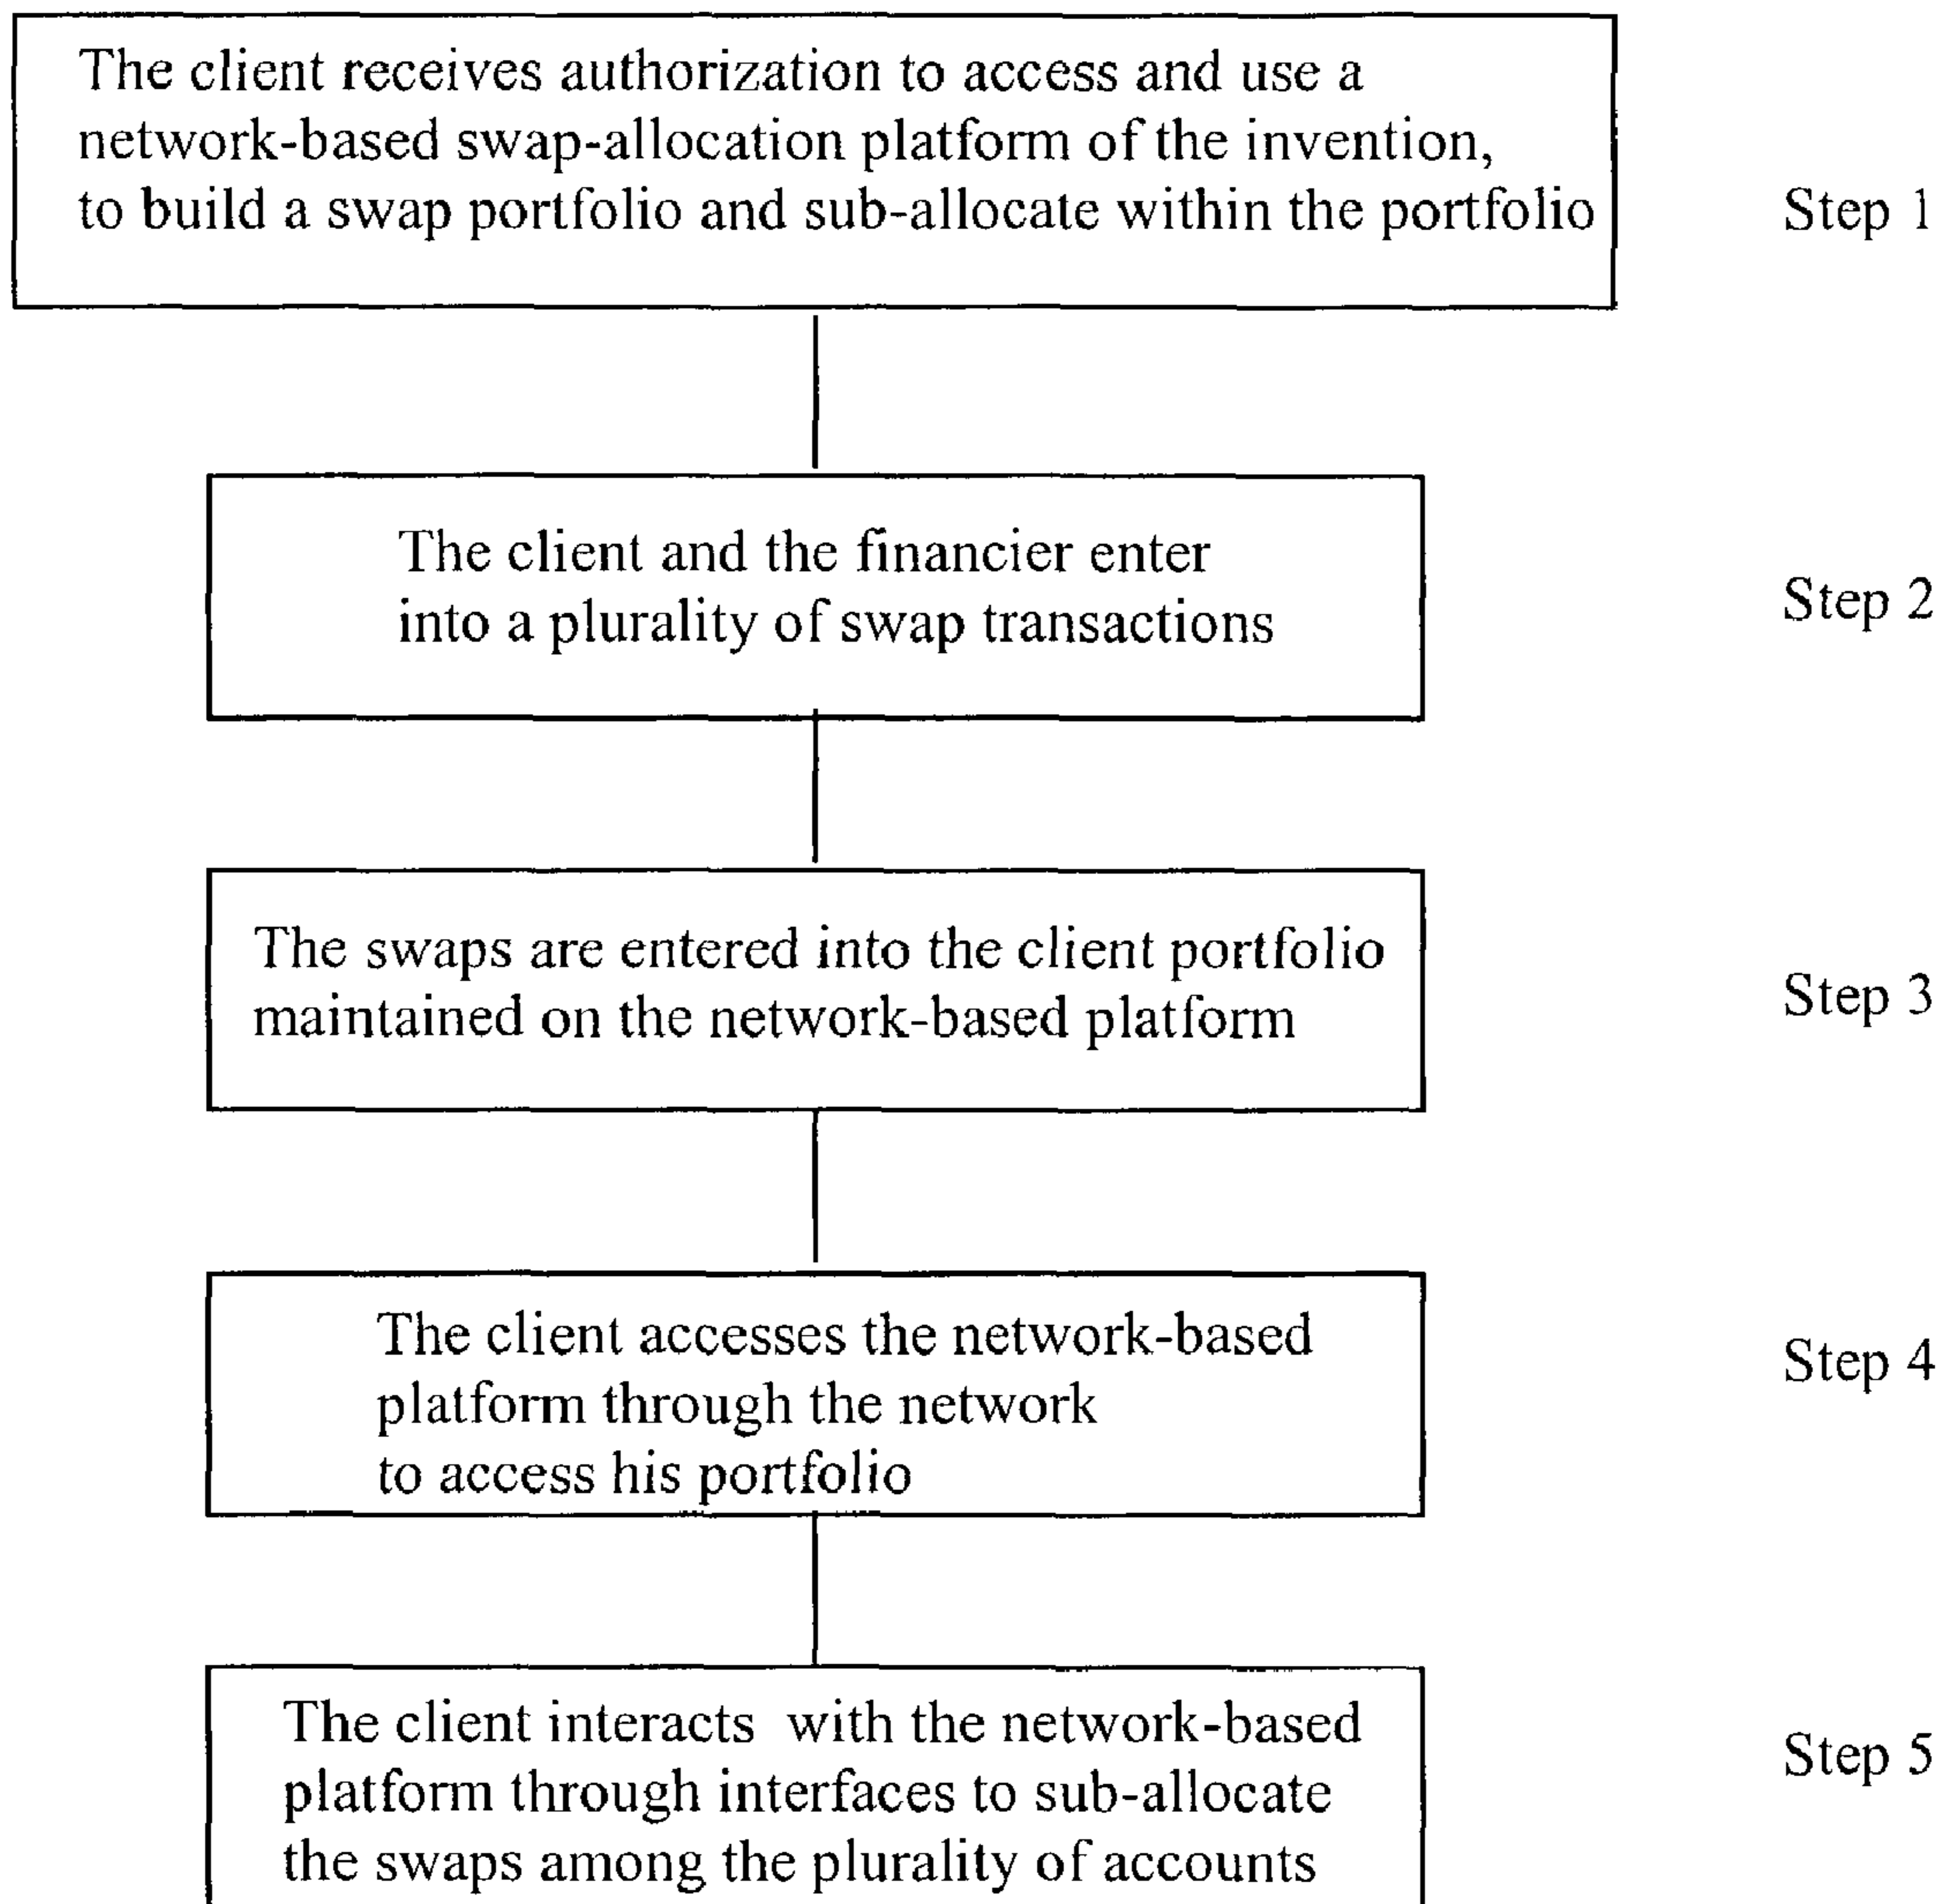 The client receives authorization to access and use a
network-based swap-allocation platform of the invention,
to build a swap portfolio and sub-allocate within the portfolio
Step 1
The client and the financier enter
into a plurality of swap transactions
Step 2
The swaps are entered into the client portfolio
maintained on the network-based platform
Step 3
The client accesses the network-based
platform through the network
to access his portfolio
Step 4
The client interacts with the network-based
platform through interfaces to sub-allocate
the swaps among the plurality of accounts
Step 5